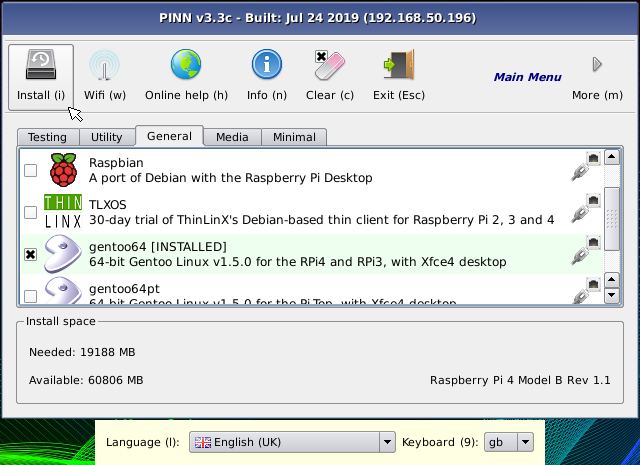 PINN v3.3c - Built: Jul 24 2019 (192.168.50.196)
Install (i) Wifi (w) Online help (h) Info (n) Clear (c) Exit (Esc) Main Menu More (m)
Testing Utility General Media Minimal
Raspbian
A port of Debian with the Raspberry Pi Desktop
THIN
LINX
TLXOS
30-day trial of ThinLinX's Debian-based thin client for Raspberry Pi 2, 3 and 4
gentoo64 [INSTALLED]
64-bit Gentoo Linux v1.5.0 for the RPi4 and RPi3, with Xfce4 desktop
gentoo64pt
64-bit Gentoo Linux v1.5.0 for the Pi Top, with Xfce4 desktop
Install space
Needed: 19188 MB
Available: 60806 MB Raspberry Pi 4 Model B Rev 1.1
Language (l): English (UK) Keyboard (9): gb